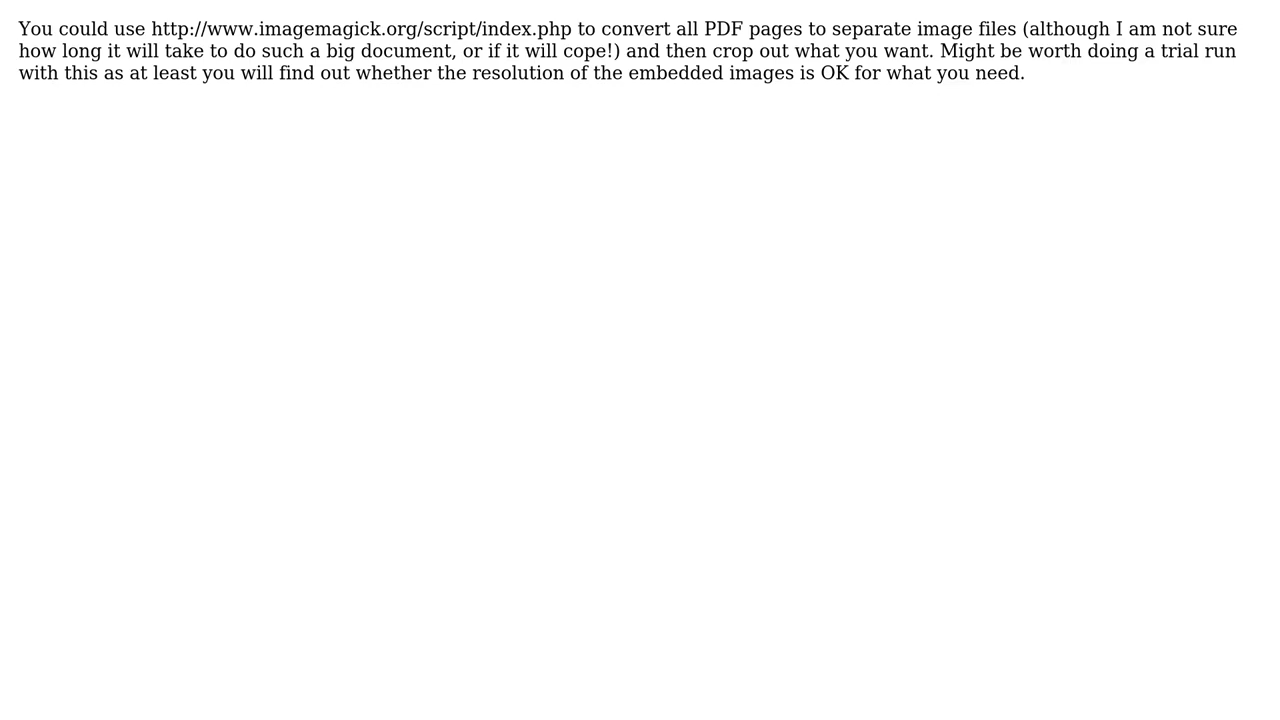 You could use http://www.imagemagick.org/script/index.php to convert all PDF pages to separate image files (although I am not sure
how long it will take to do such a big document, or if it will cope!) and then crop out what you want. Might be worth doing a trial run
with this as at least you will find out whether the resolution of the embedded images is OK for what you need.